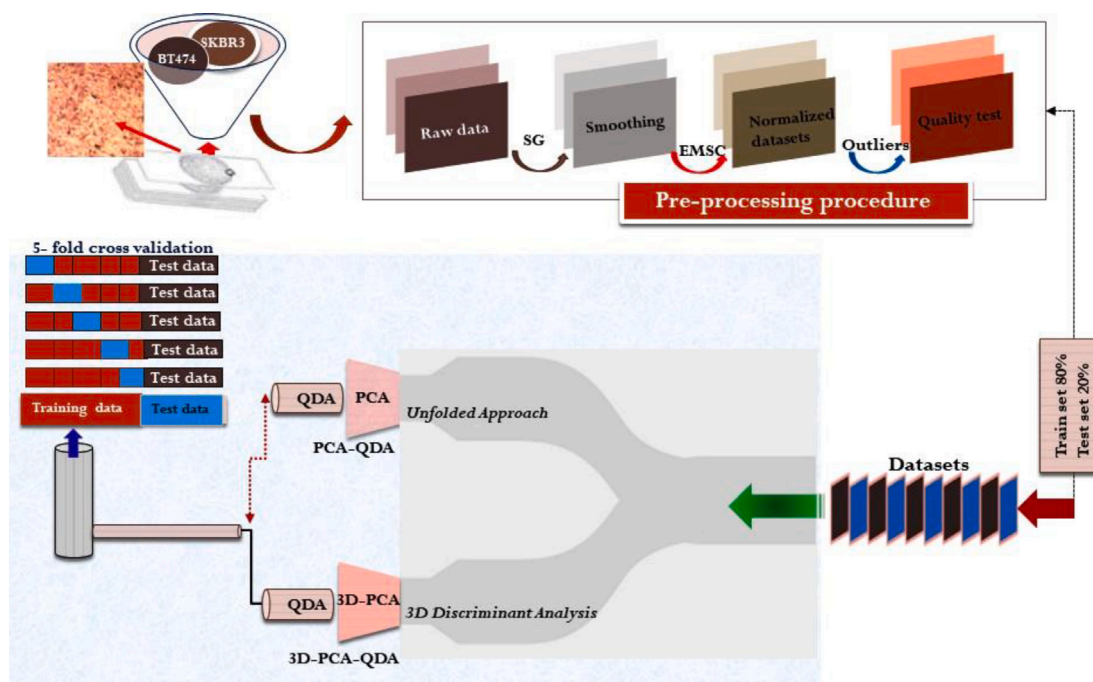 SKBR3
BT474
Raw data
SG
Smoothing
EMSC
Normalized
datasets
Outliers
Quality test
Pre-processing procedure
5- fold cross validation
Test data
Test data
Test data
Test data
Test data
Training data
Test data
QDA
PCA
PCA-QDA
Unfolded Approach
Train set 80%
Test set 20%
Datasets
QDA
3D-PCA
3D-PCA-QDA
3D Discriminant Analysis